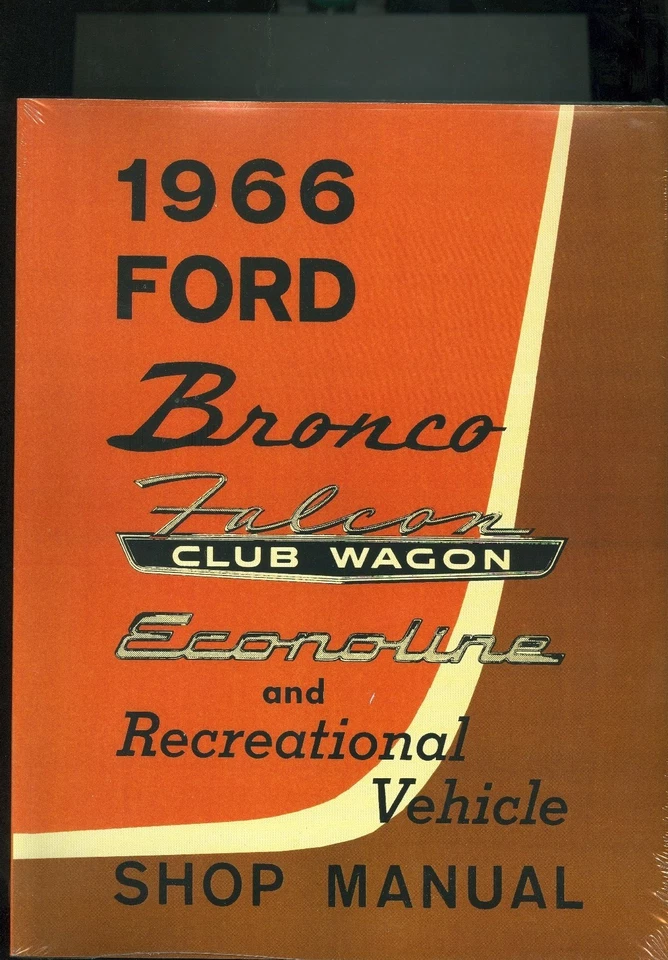 1966
FORD
Bronco
Falcon
CLUB WAGON
Econoline
and
Recreational
Vehicle
SHOP MANUAL